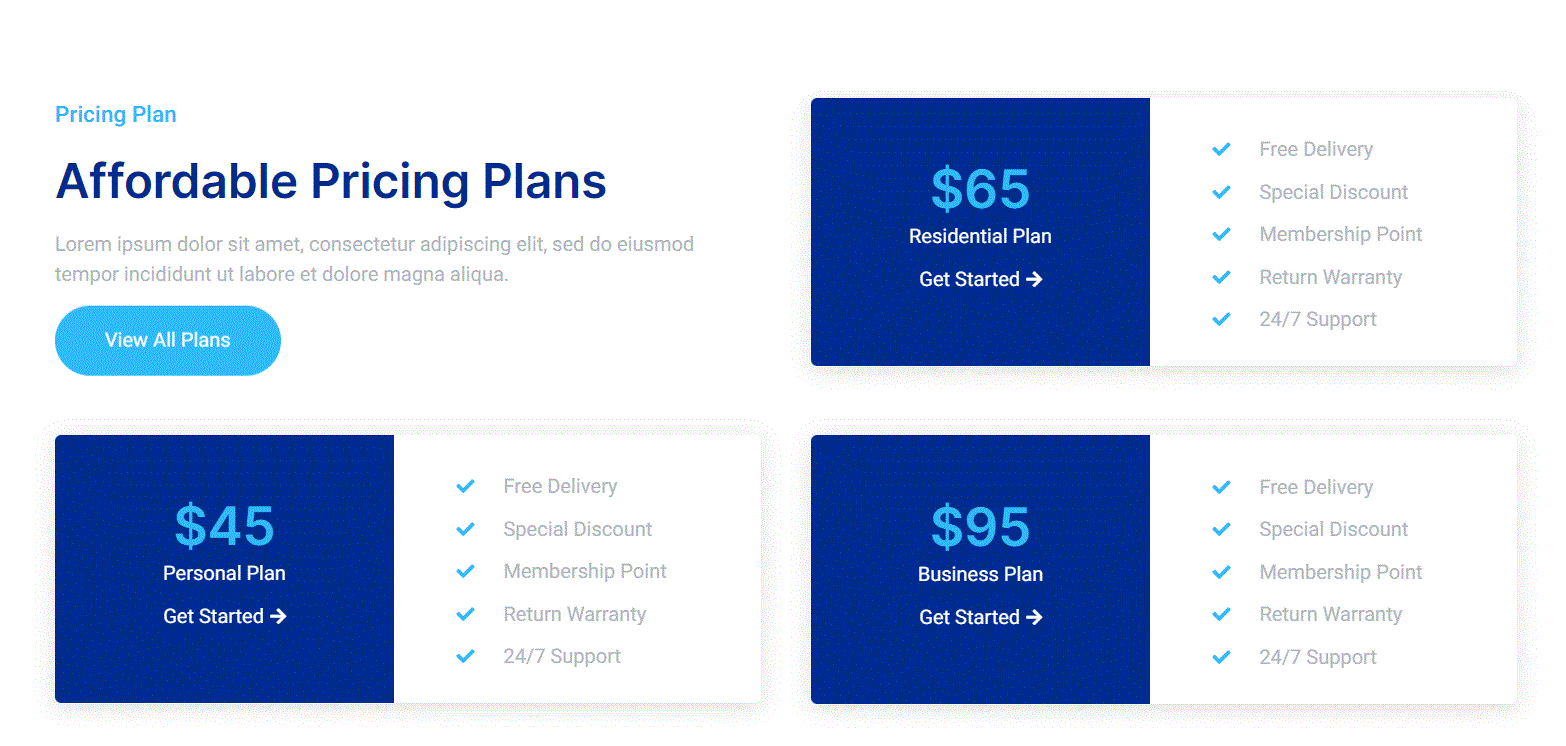 Pricing Plan
Affordable Pricing Plans
Lorem ipsum dolor sit amet, consectetur adipiscing elit, sed do eiusmod
tempor incididunt ut labore et dolore magna aliqua.
View All Plans
$65
Residential Plan
Get Started
Free Delivery
Special Discount
Membership Point
Return Warranty
24/7 Support
$45
Personal Plan
Get Started
Free Delivery
Special Discount
Membership Point
Return Warranty
24/7 Support
$95
Business Plan
Get Started
Free Delivery
Special Discount
Membership Point
Return Warranty
24/7 Support